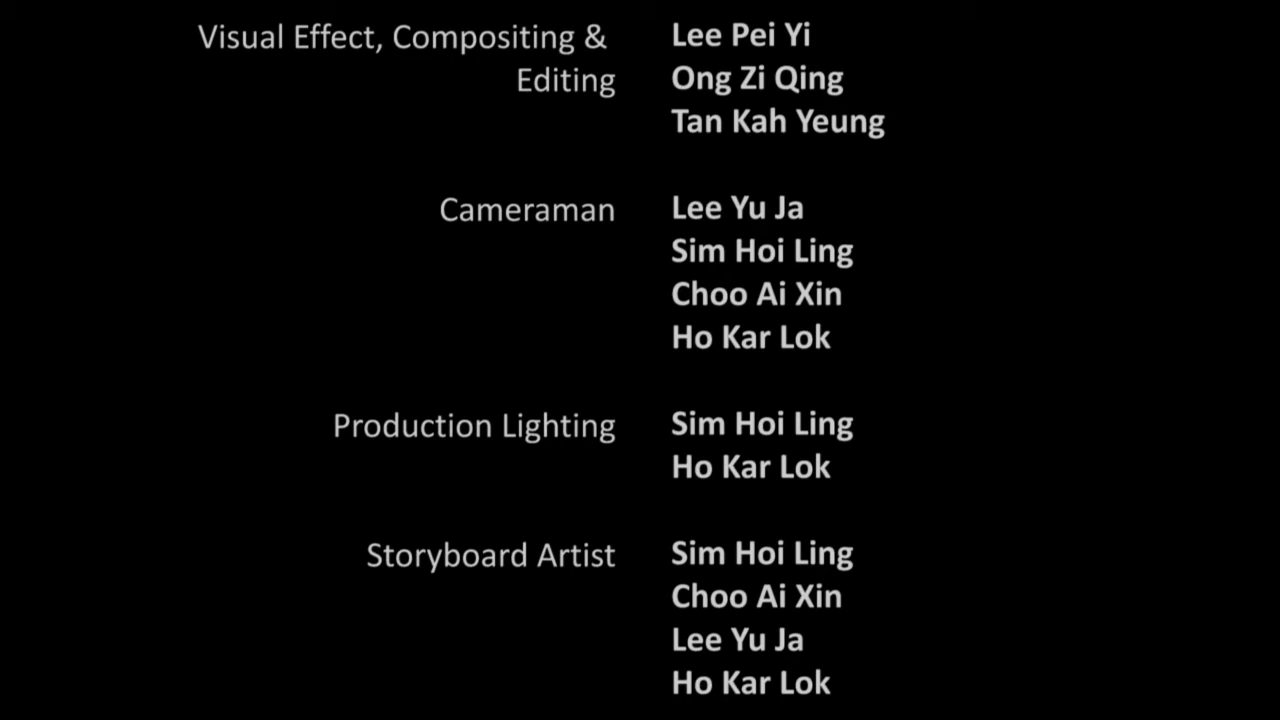 Visual Effect, Compositing & Lee Pei Yi
Editing Ong Zi Qing
Tan Kah Yeung
Cameraman Lee Yu Ja
Sim Hoi Ling
Choo Ai Xin
Ho Kar Lok
Production Lighting Sim Hoi Ling
Ho Kar Lok
Storyboard Artist Sim Hoi Ling
Choo Ai Xin
Lee Yu Ja
Ho Kar Lok